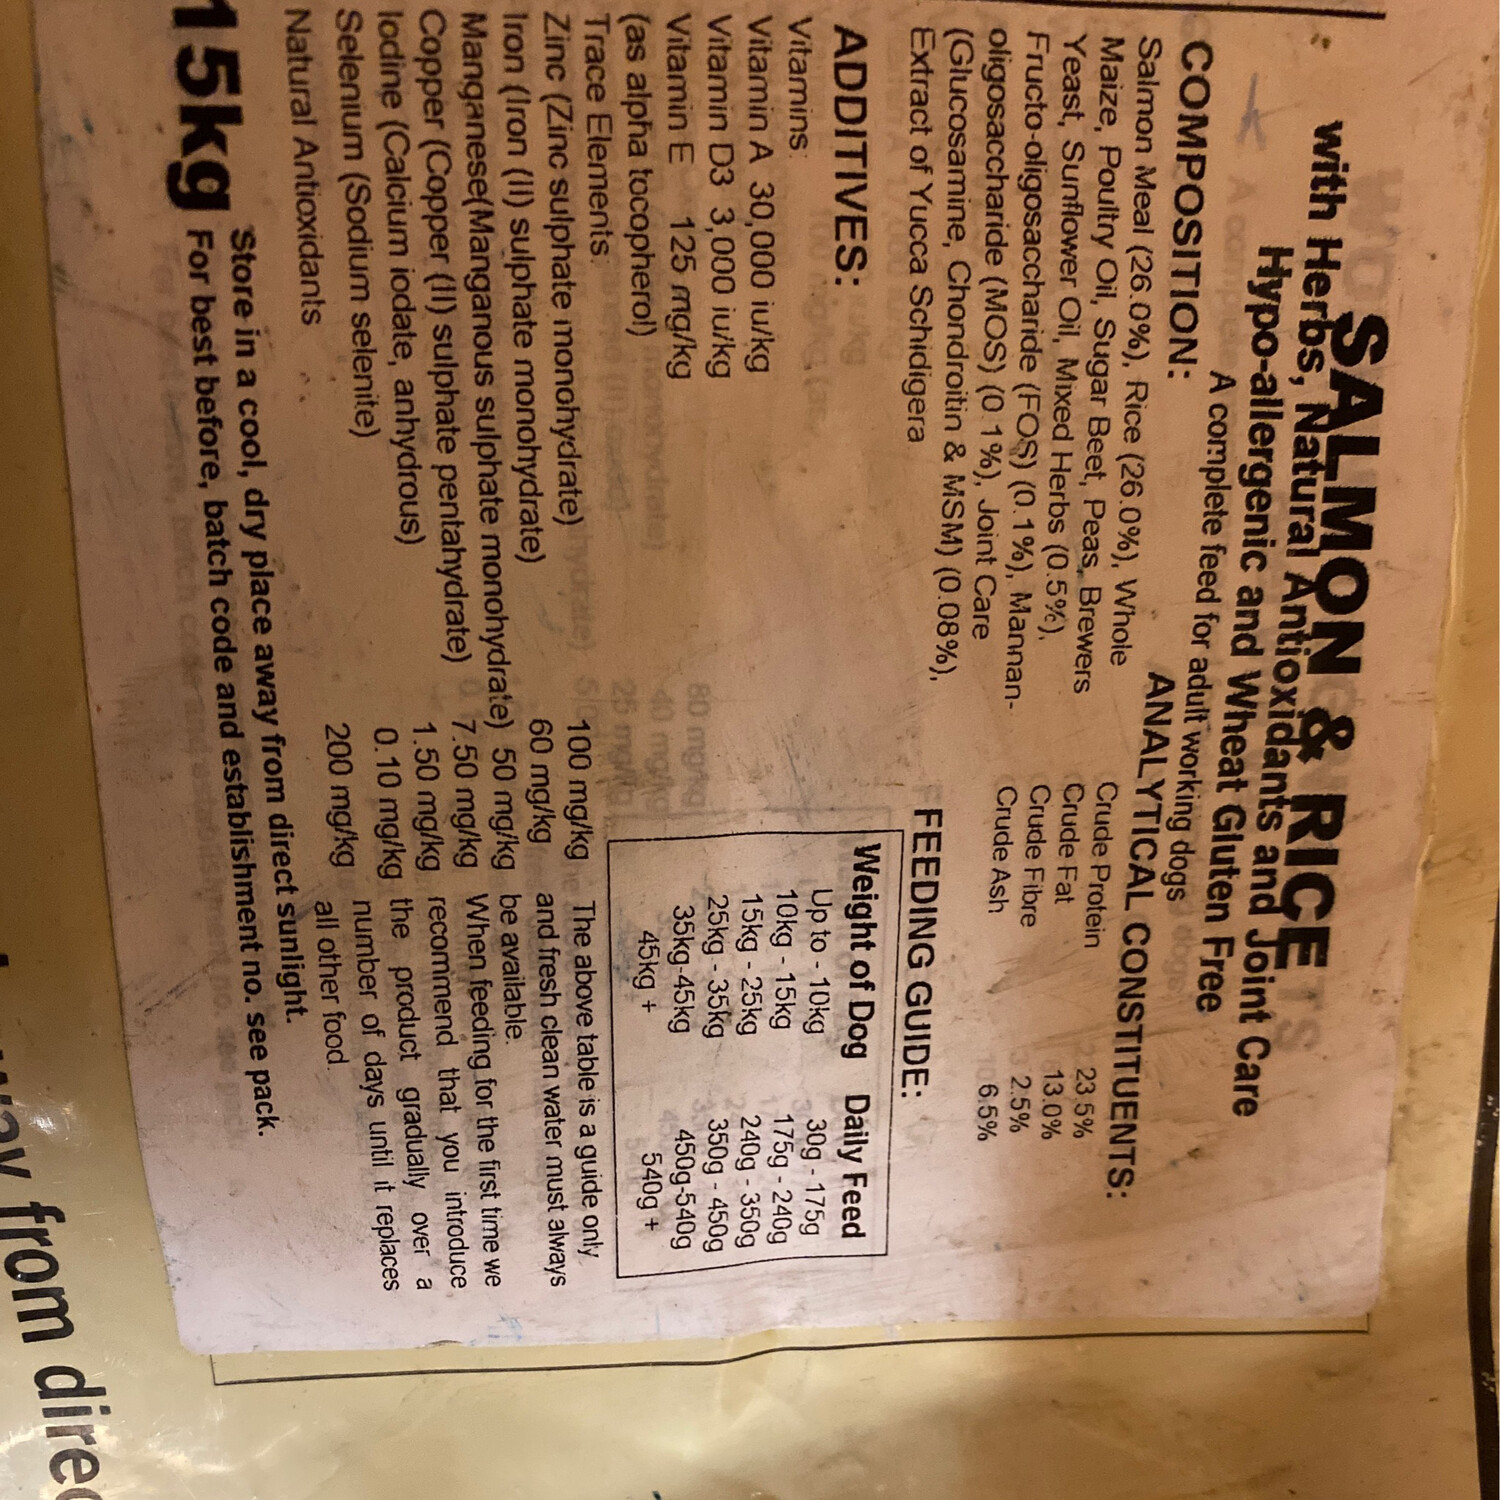 SALMON & RICE
with Herbs, Natural Antioxidants and Joint Care
Hypo-allergenic and Wheat Gluten Free
A complete feed for adult working dogs
COMPOSITION:
Salmon Meal (26.0%), Rice (26.0%), Whole
Maize, Poultry Oil, Sugar Beet, Peas, Brewers
Yeast, Sunflower Oil, Mixed Herbs (0.5%),
Fructo-oligosaccharide (FOS) (0.1%), Mannan-
oligosaccharide (MOS) (0.1%), Joint Care
(Glucosamine, Chondroitin & MSM) (0.08%),
Extract of Yucca Schidigera
ANALYTICAL CONSTITUENTS:
Crude Protein 23.5%
Crude Fat 13.0%
Crude Fibre 2.5%
Crude Ash 6.5%
ADDITIVES:
Vitamins:
Vitamin A 30,000 iu/kg
Vitamin D3 3,000 iu/kg
Vitamin E 125 mg/kg
(as alpha tocopherol)
Trace Elements:
Zinc (Zinc sulphate monohydrate) 100 mg/kg
Iron (Iron (II) sulphate monohydrate) 60 mg/kg
Manganese(Manganous sulphate monohydrate) 50 mg/kg
Copper (Copper (II) sulphate pentahydrate) 7.50 mg/kg
Iodine (Calcium iodate, anhydrous) 1.50 mg/kg
Selenium (Sodium selenite) 0.10 mg/kg
Natural Antioxidants 200 mg/kg
FEEDING GUIDE:
Weight of Dog Daily Feed
Up to - 10kg 30g - 175g
10kg - 15kg 175g - 240g
15kg - 25kg 240g - 350g
25kg - 35kg 350g - 450g
35kg-45kg 450g-540g
45kg + 540g +
The above table is a guide only
and fresh clean water must always
be available.
When feeding for the first time we
recommend that you introduce
the product gradually over a
number of days until it replaces
all other food.
15kg
Store in a cool, dry place away from direct sunlight.
For best before, batch code and establishment no. see pack.
from direc